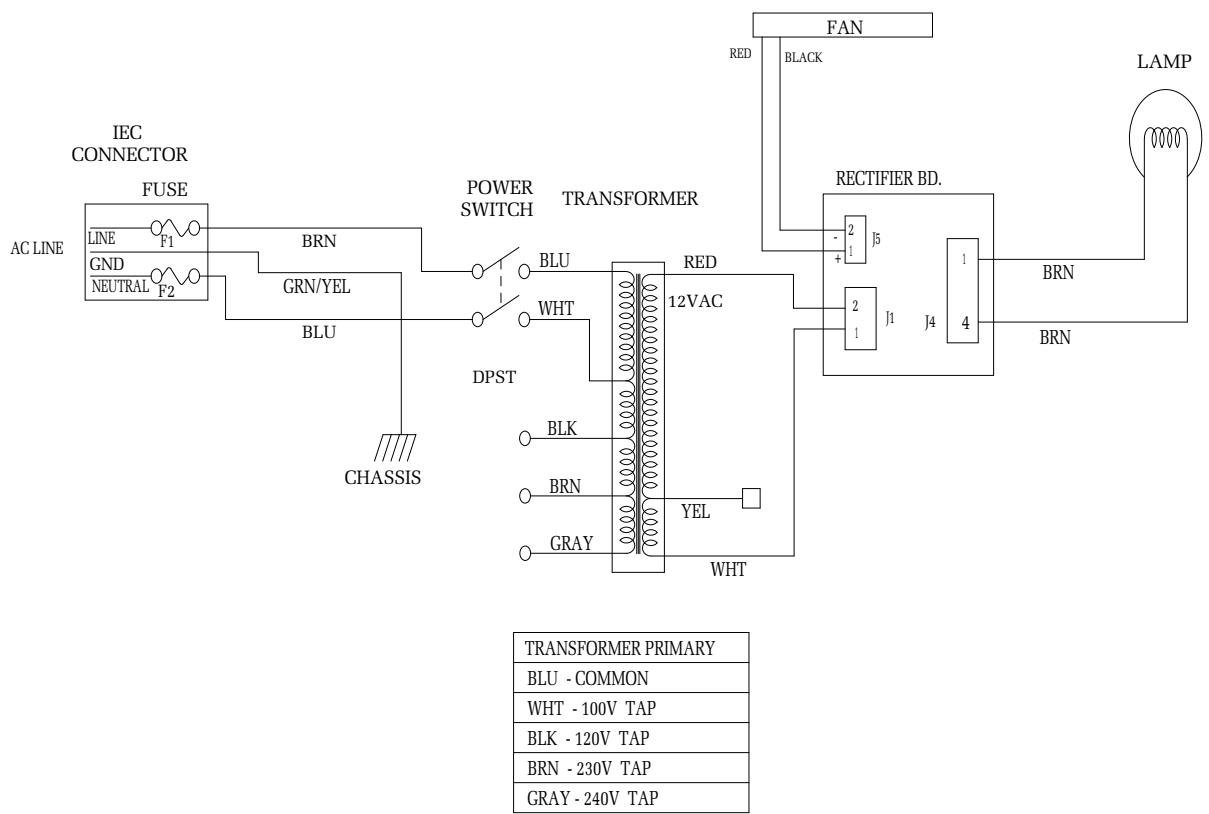 FAN
RED
BLACK
LAMP
IEC
CONNECTOR
FUSE
POWER
SWITCH
TRANSFORMER
RECTIFIER BD.
AC LINE
LINE
F1
BRN
GND
GRN/YEL
NEUTRAL
F2
BLU
BLU
WHT
DPST
BLK
BRN
GRAY
CHASSIS
RED
12VAC
YEL
WHT
2
-
1
+
J5
2
1
J1
J4
1
4
BRN
BRN
TRANSFORMER PRIMARY
BLU - COMMON
WHT - 100V TAP
BLK - 120V TAP
BRN - 230V TAP
GRAY - 240V TAP